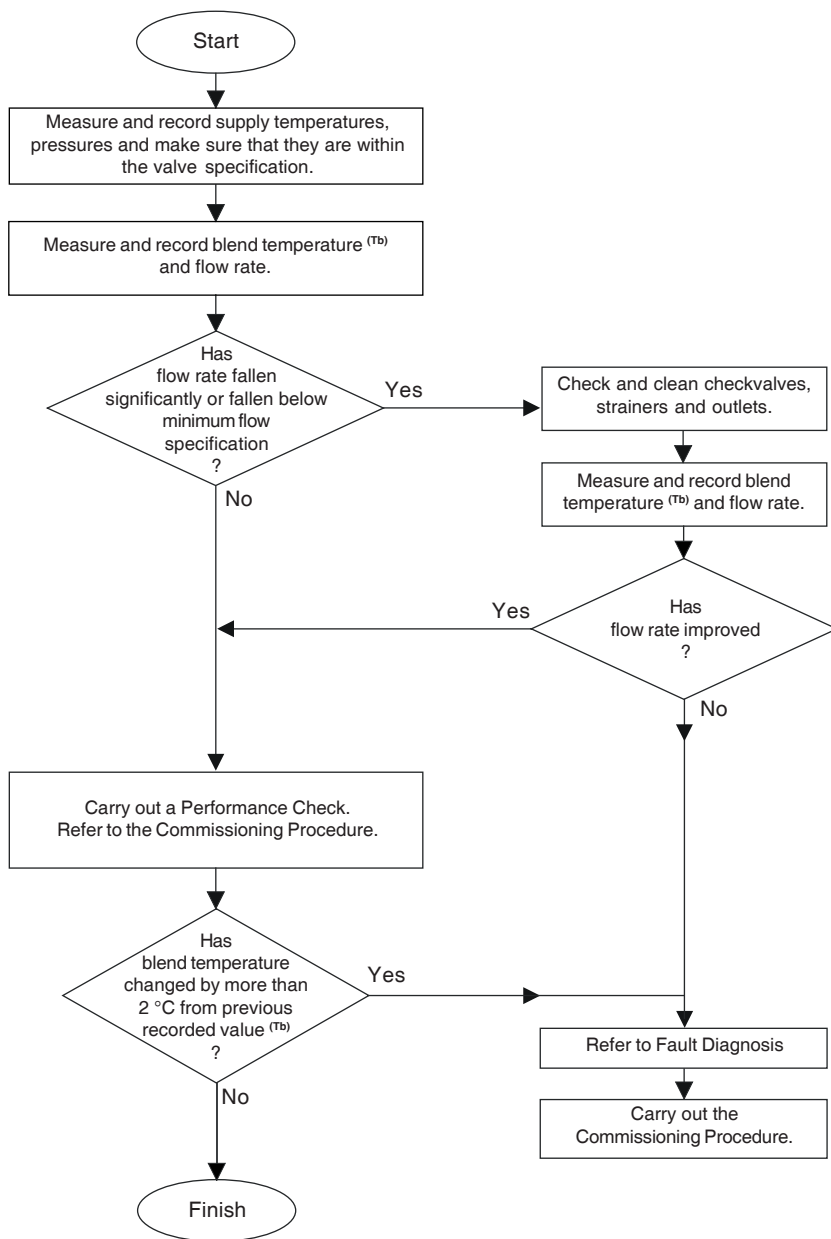 Start
Measure and record supply temperatures,
pressures and make sure that they are within
the valve specification.
Measure and record blend temperature (Tb)
and flow rate.
Has
flow rate fallen
significantly or fallen below
minimum flow
specification
?
Yes
No
Check and clean checkvalves,
strainers and outlets.
Measure and record blend
temperature (Tb) and flow rate.
Has
flow rate improved
?
Yes
No
Carry out a Performance Check.
Refer to the Commissioning Procedure.
Has
blend temperature
changed by more than
2 °C from previous
recorded value (Tb)
?
Yes
No
Refer to Fault Diagnosis
Carry out the
Commissioning Procedure.
Finish